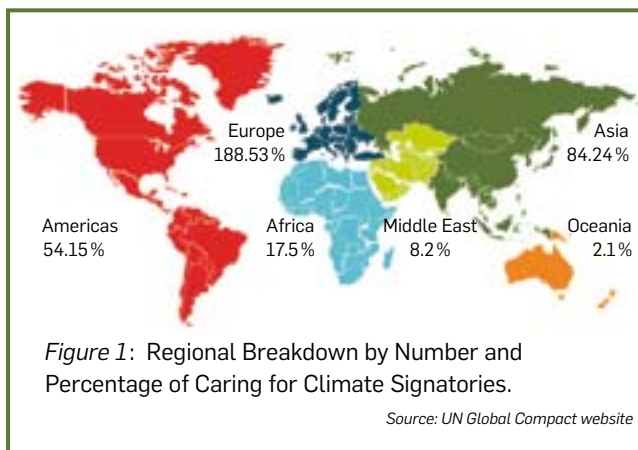 Europe
188.53%
Asia
84.24%
Americas
54.15%
Africa
17.5%
Middle East
8.2%
Oceania
2.1%
Figure 1: Regional Breakdown by Number and
Percentage of Caring for Climate Signatories.
Source: UN Global Compact website